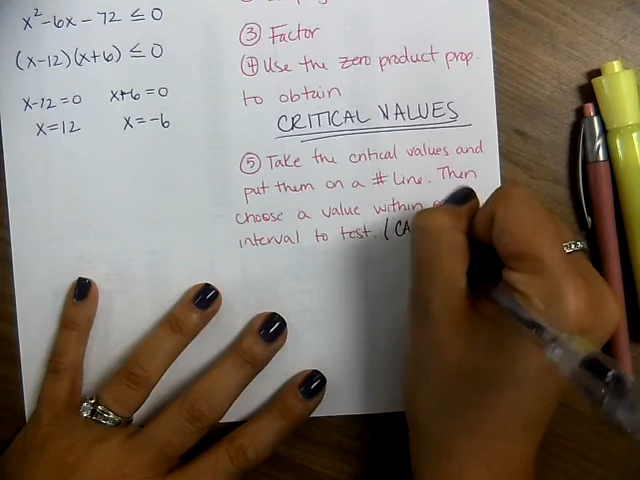 x²-6x-72 ≤ 0
(x-12)(x+6) ≤ 0
x-12=0 x+6=0
x=12 x=-6
③ Factor
④ Use the zero product prop.
to obtain
CRITICAL VALUES
⑤ Take the critical values and
put them on a # line. Then
choose a value within
interval to test. (CA